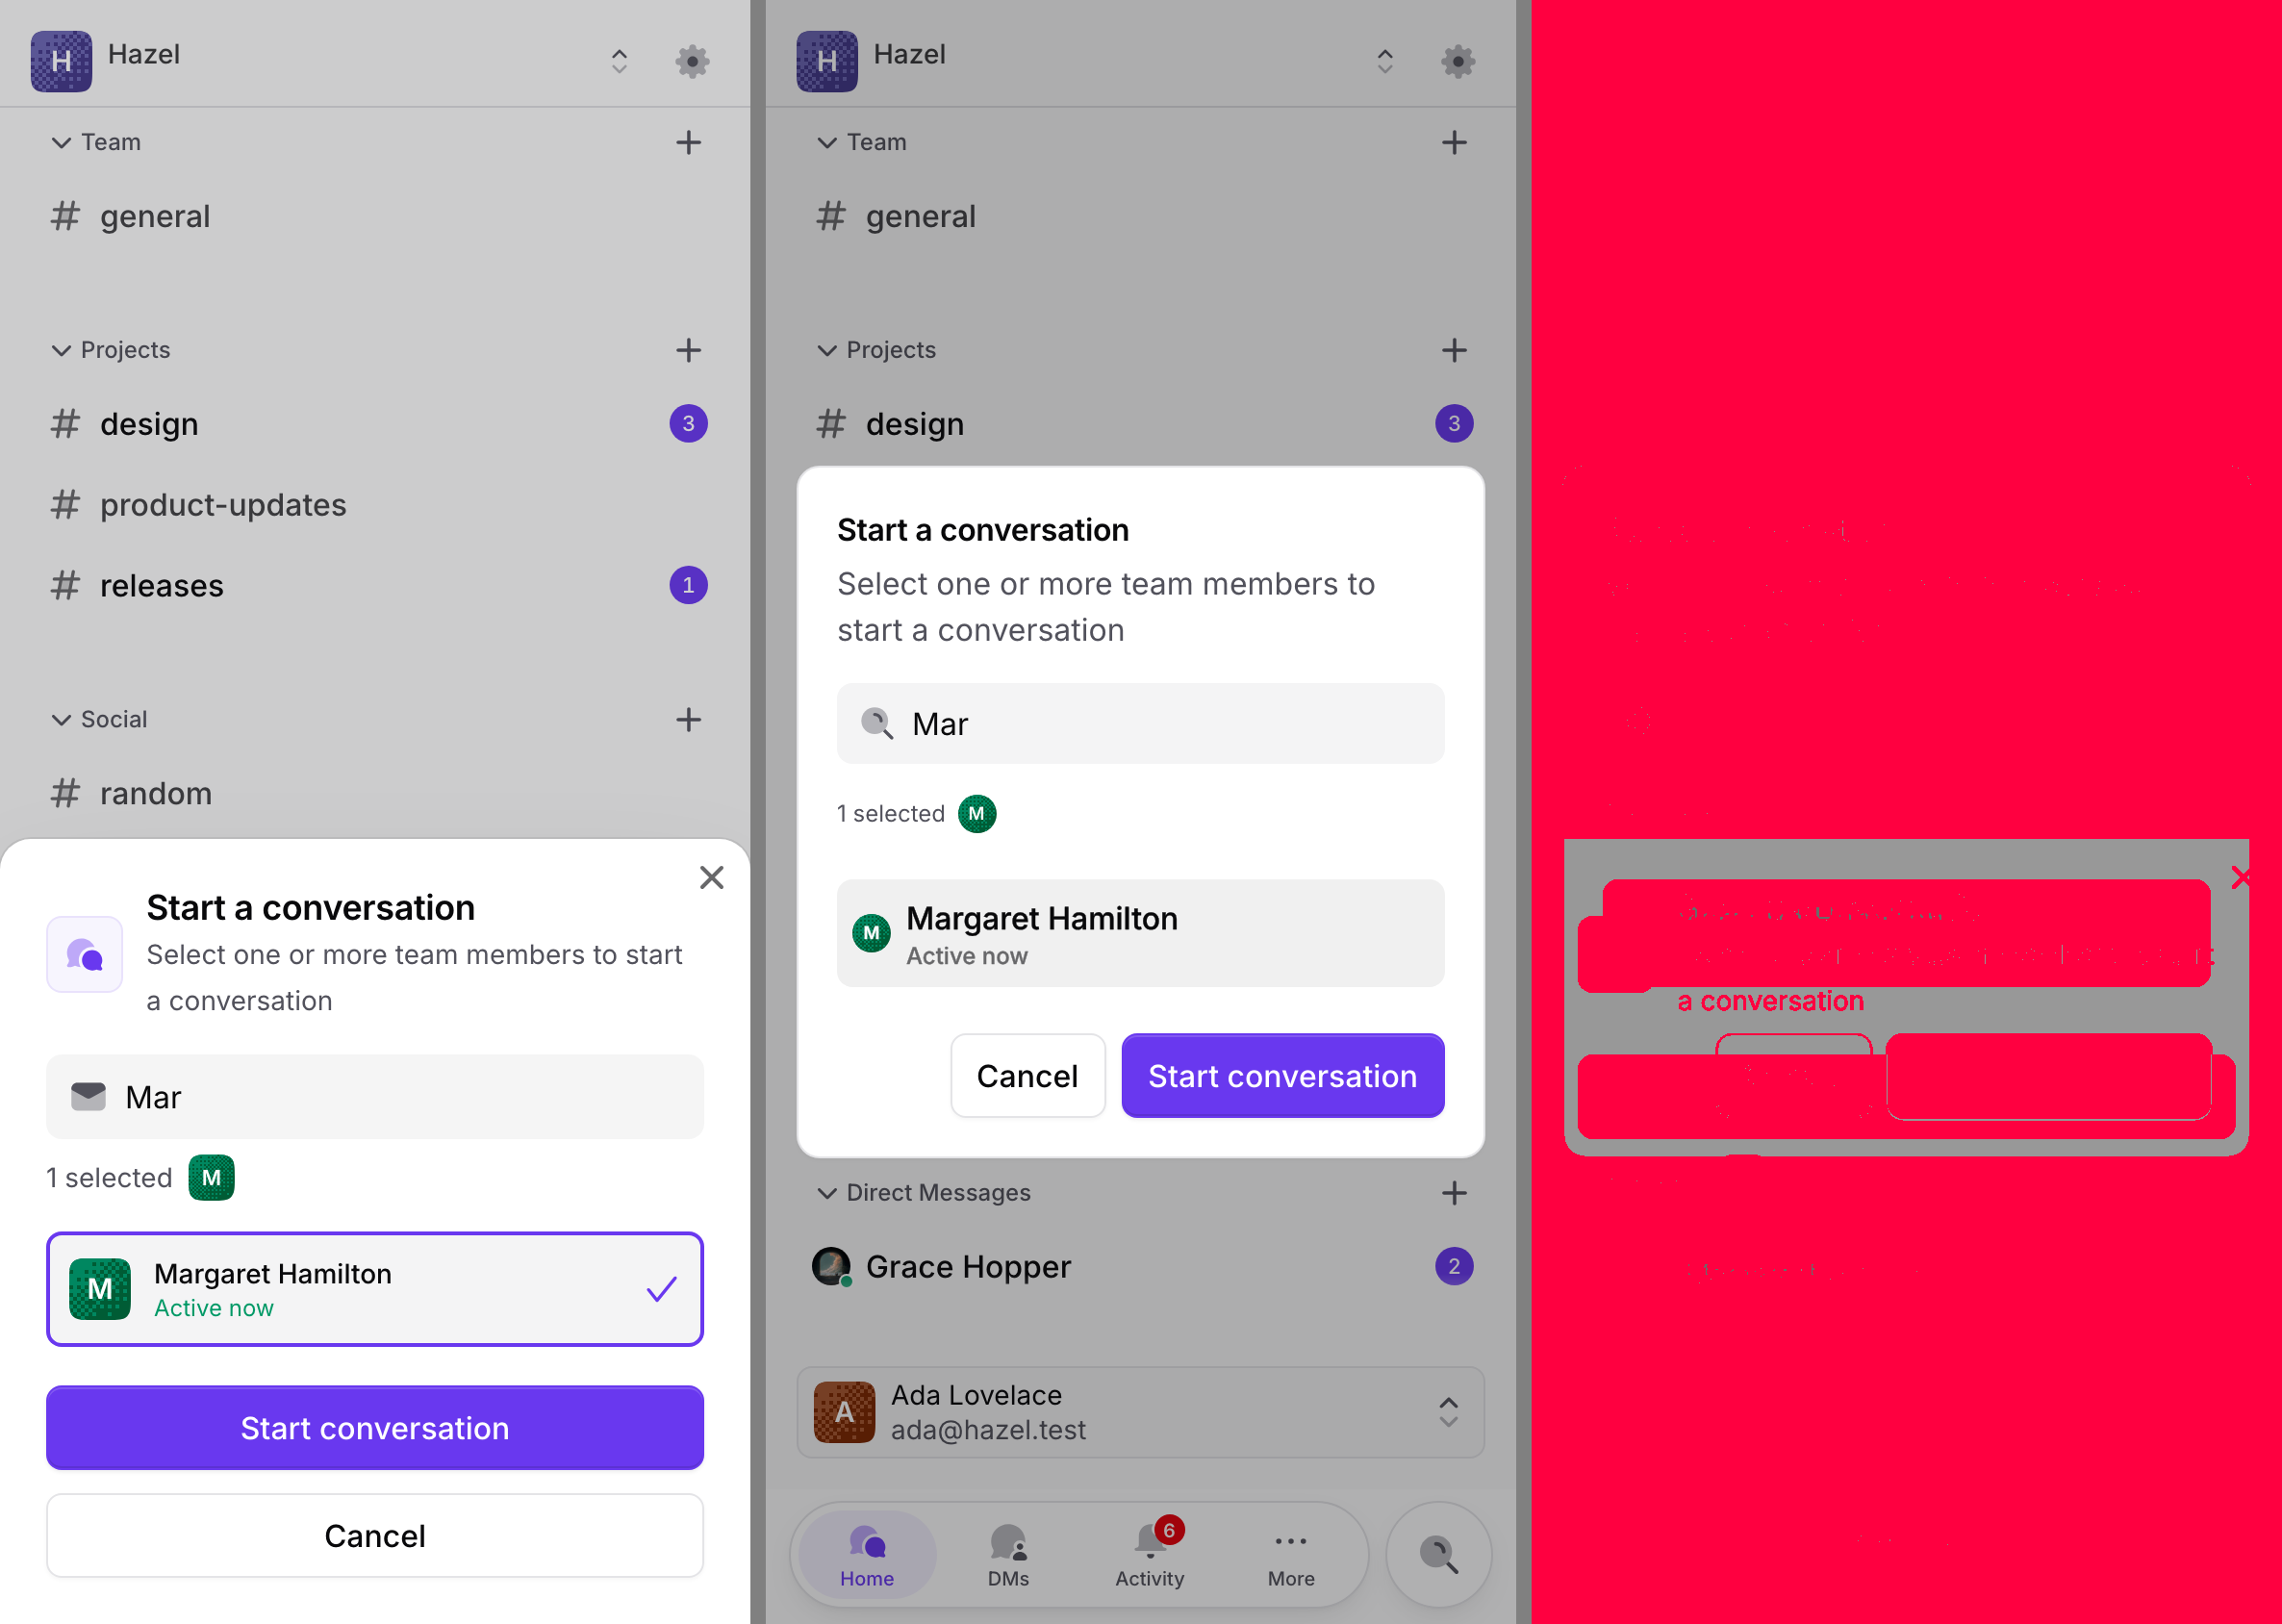 H Hazel
Team
# general
Projects
# design 3
# product-updates
# releases 1
Social
# random
Start a conversation
Select one or more team members to start
a conversation
Mar
1 selected M
M Margaret Hamilton
Active now
Start conversation
Cancel
H Hazel
Team
# general
Projects
# design 3
Start a conversation
Select one or more team members to
start a conversation
Mar
1 selected M
M Margaret Hamilton
Active now
Cancel Start conversation
Direct Messages
Grace Hopper 2
A Ada Lovelace
ada@hazel.test
6
Home DMs Activity More
a conversation